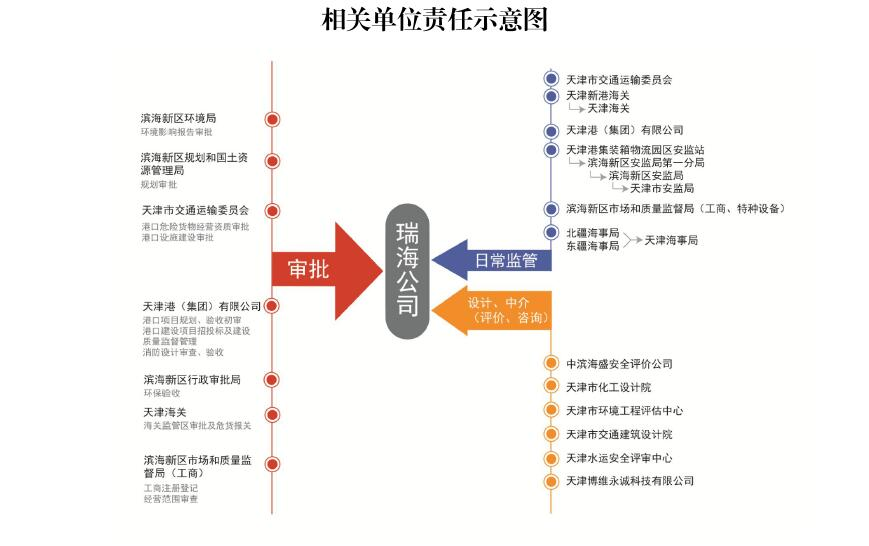 相关单位责任示意图
滨海新区环境局
环境影响报告审批
滨海新区规划和国土资
源管理局
规划审批
天津市交通运输委员会
港口危险货物经营资质审批
港口设施建设审批
审批
天津港（集团）有限公司
港口项目规划、验收初审
港口建设项目招投标及建设
质量监督管理
消防设计审查、验收
滨海新区行政审批局
环保验收
天津海关
海关监管区审批及危货报关
滨海新区市场和质量监
督局（工商）
工商注册登记
经营范围审查
瑞海公司
天津市交通运输委员会
天津新港海关
天津海关
天津港（集团）有限公司
天津港集装箱物流园区安监站
滨海新区安监局第一分局
滨海新区安监局
天津市安监局
滨海新区市场和质量监督局（工商、特种设备）
北疆海事局
东疆海事局
天津海事局
日常监管
设计、中介
（评价、咨询）
中滨海盛安全评价公司
天津市化工设计院
天津市环境工程评估中心
天津市交通建筑设计院
天津水运安全评审中心
天津博维永诚科技有限公司